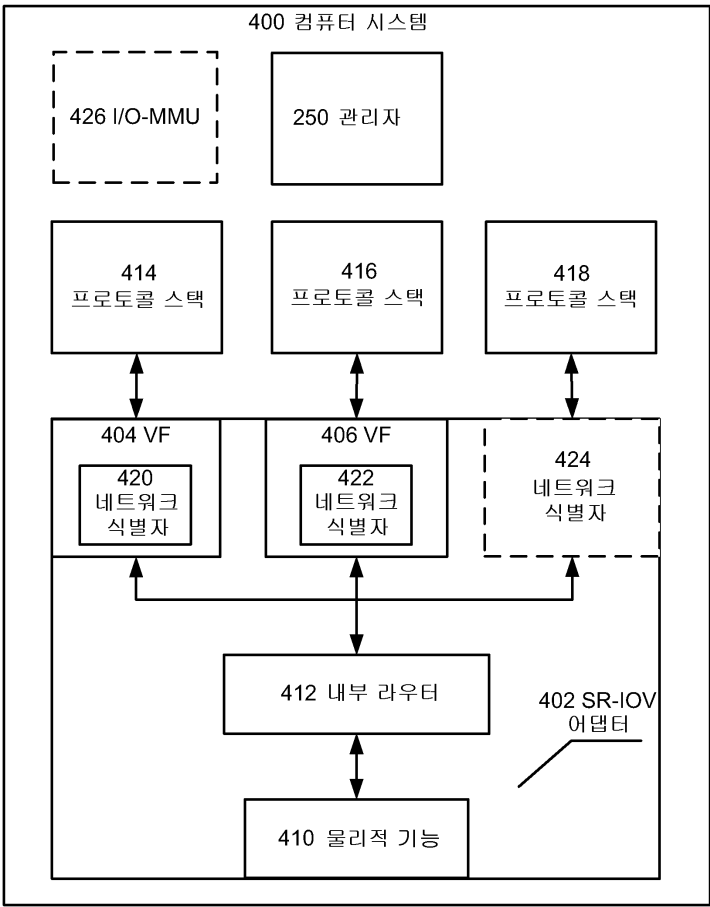 400 컴퓨터 시스템
426 I/O-MMU
250 관리자
414
프로토콜 스택
416
프로토콜 스택
418
프로토콜 스택
404 VF
420
네트워크
식별자
406 VF
422
네트워크
식별자
424
네트워크
식별자
412 내부 라우터
402 SR-IOV
어댑터
410 물리적 기능